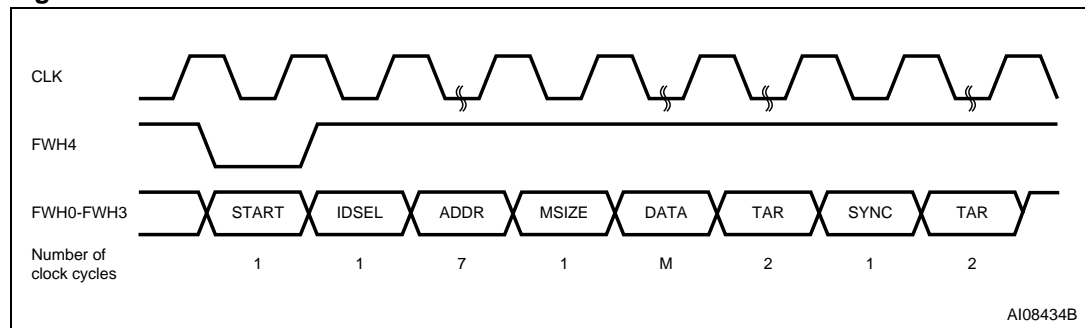 CLK
FWH4
FWH0-FWH3 START IDSEL ADDR MSIZE DATA TAR SYNC TAR
Number of
clock cycles 1 1 7 1 M 2 1 2
AI08434B